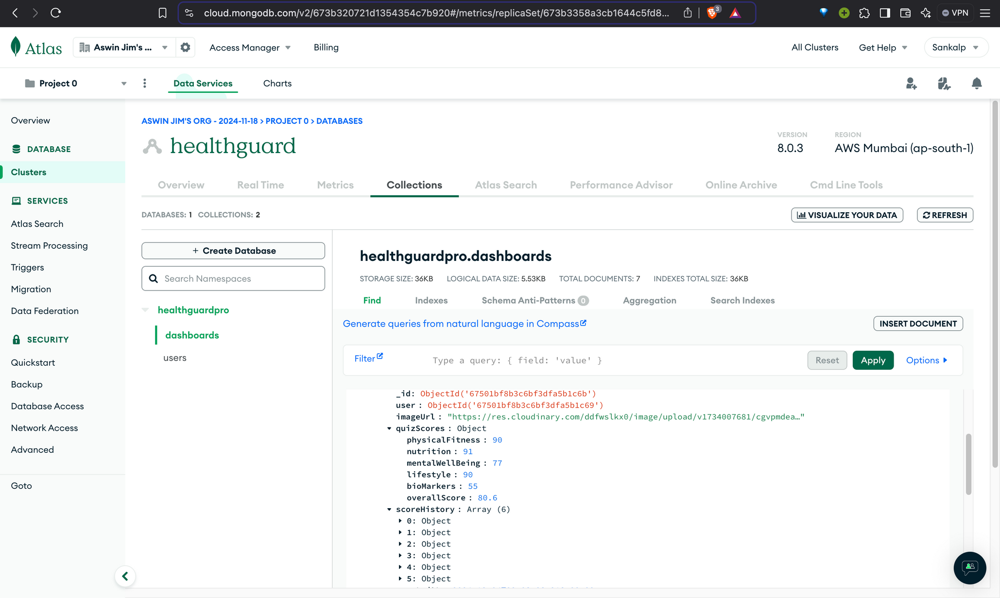 cloud.mongodb.com/v2/673b320721d1354354c7b920#/metrics/replicaSet/673b3358a3cb1644c5fd8...
3
VPN
Atlas
Aswin Jim's ...
Access Manager
Billing
All Clusters
Get Help
Sankalp
Project 0
Data Services
Charts
Overview
DATABASE
Clusters
SERVICES
Atlas Search
Stream Processing
Triggers
Migration
Data Federation
SECURITY
Quickstart
Backup
Database Access
Network Access
Advanced
Goto
ASWIN JIM'S ORG - 2024-11-18 > PROJECT 0 > DATABASES
healthguard
VERSION
8.0.3
REGION
AWS Mumbai (ap-south-1)
Overview
Real Time
Metrics
Collections
Atlas Search
Performance Advisor
Online Archive
Cmd Line Tools
DATABASES: 1 COLLECTIONS: 2
VISUALIZE YOUR DATA
REFRESH
+ Create Database
Search Namespaces
healthguardpro
dashboards
users
healthguardpro.dashboards
STORAGE SIZE: 36KB LOGICAL DATA SIZE: 5.53KB TOTAL DOCUMENTS: 7 INDEXES TOTAL SIZE: 36KB
Find
Indexes
Schema Anti-Patterns 0
Aggregation
Search Indexes
Generate queries from natural language in Compass
INSERT DOCUMENT
Filter
Type a query: { field: 'value' }
Reset
Apply
Options
_id: ObjectId('67501bf8b3c6bf3dfa5b1c6b')
user : ObjectId('67501bf8b3c6bf3dfa5b1c69')
imageUrl : "https://res.cloudinary.com/ddfwslkx0/image/upload/v1734007681/cgvpmdea…"
quizScores : Object
physicalFitness : 90
nutrition : 91
mentalWellBeing : 77
lifestyle : 90
bioMarkers : 55
overallScore : 80.6
scoreHistory : Array (6)
0: Object
1: Object
2: Object
3: Object
4: Object
5: Object